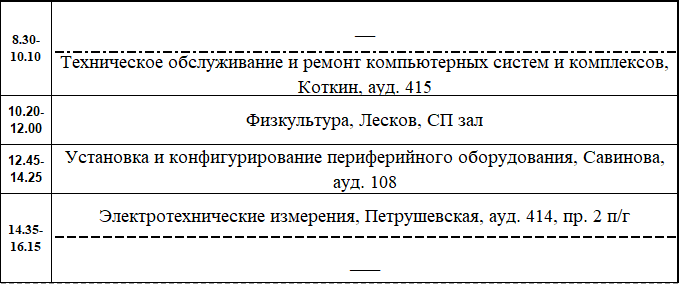 8.30-
10.10
—
Техническое обслуживание и ремонт компьютерных систем и комплексов,
Коткин, ауд. 415
10.20-
12.00
Физкультура, Лесков, СП зал
12.45-
14.25
Установка и конфигурирование периферийного оборудования, Савинова,
ауд. 108
14.35-
16.15
Электротехнические измерения, Петрушевская, ауд. 414, пр. 2 п/г
—